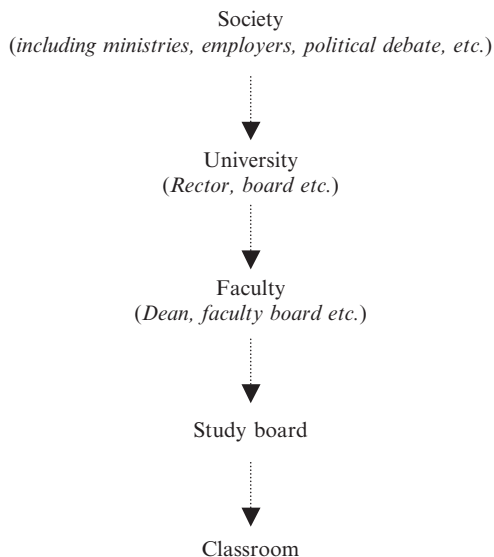 Society
(including ministries, employers, political debate, etc.)
University
(Rector, board etc.)
Faculty
(Dean, faculty board etc.)
Study board
Classroom